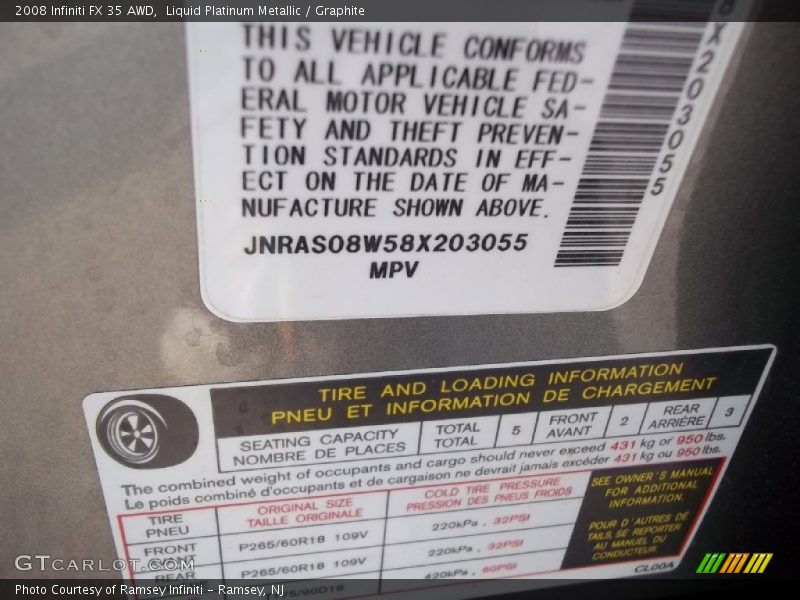 2008 Infiniti FX 35 AWD,  Liquid Platinum Metallic / Graphite
THIS VEHICLE CONFORMS
TO ALL APPLICABLE FED-
ERAL MOTOR VEHICLE SA-
FETY AND THEFT PREVEN-
TION STANDARDS IN EFF-
ECT ON THE DATE OF MA-
NUFACTURE SHOWN ABOVE.
JNRAS08W58X203055
MPV
8X203055
TIRE AND LOADING INFORMATION
PNEU ET INFORMATION DE CHARGEMENT
SEATING CAPACITY
NOMBRE DE PLACES
TOTAL
TOTAL
5
FRONT
AVANT
2
REAR
ARRIÈRE
3
The combined weight of occupants and cargo should never exceed 431 kg or 950 lbs.
Le poids combiné d'occupants et de cargaison ne devrait jamais excéder 431 kg ou 950 lbs.
TIRE
PNEU
ORIGINAL SIZE
TAILLE ORIGINALE
COLD TIRE PRESSURE
PRESSION DES PNEUS FROIDS
FRONT
P265/60R18 109V
220kPa , 32PSI
REAR
P265/60R18 109V
220kPa , 32PSI
420kPa , 60PSI
SEE OWNER'S MANUAL
FOR ADDITIONAL
INFORMATION.
POUR D'AUTRES DÉ
TAILS, SE REPORTER
AU MANUEL DU
CONDUCTEUR.
CL00A
GTcarlot.com
Photo Courtesy of Ramsey Infiniti - Ramsey, NJ